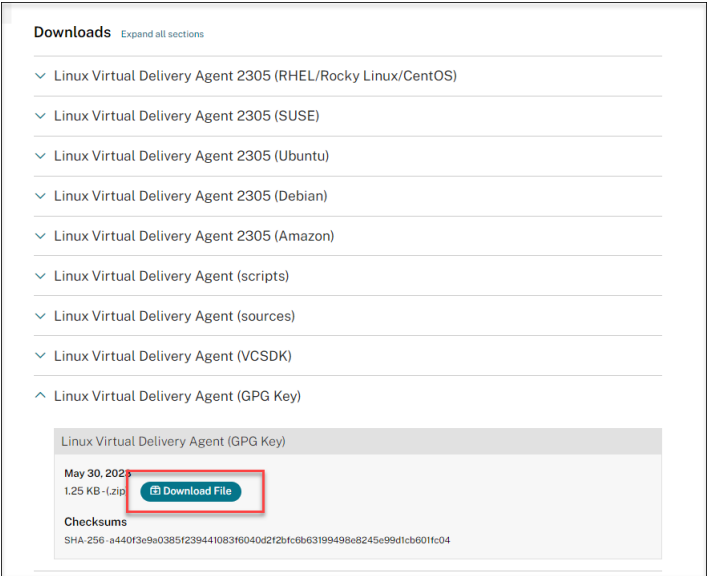 Downloads Expand all sections
Linux Virtual Delivery Agent 2305 (RHEL/Rocky Linux/CentOS)
Linux Virtual Delivery Agent 2305 (SUSE)
Linux Virtual Delivery Agent 2305 (Ubuntu)
Linux Virtual Delivery Agent 2305 (Debian)
Linux Virtual Delivery Agent 2305 (Amazon)
Linux Virtual Delivery Agent (scripts)
Linux Virtual Delivery Agent (sources)
Linux Virtual Delivery Agent (VCSDK)
Linux Virtual Delivery Agent (GPG Key)
Linux Virtual Delivery Agent (GPG Key)
May 30, 2023
1.25 KB - (.zip Download File
Checksums
SHA-256 - a440f3e9a0385f239441083f6040d2f2bfc6b63199498e8245e99d1cb601fc04